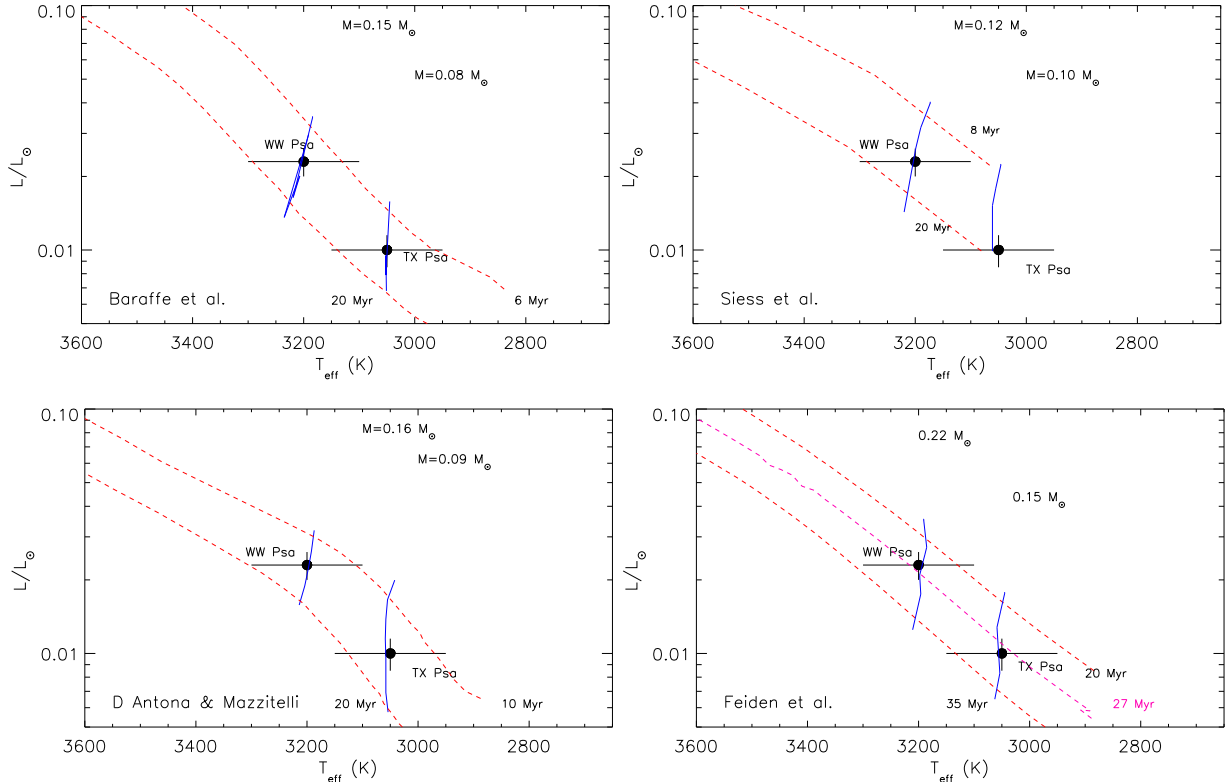 0.10
M=0.15 M⊙
M=0.08 M⊙
WW Psa
TX Psa
L/L⊙
0.01
Baraffe et al.
20 Myr
6 Myr
3600 3400 3200 3000 2800
Teff (K)
0.10
M=0.12 M⊙
M=0.10 M⊙
8 Myr
WW Psa
L/L⊙
20 Myr
0.01
TX Psa
Siess et al.
3600 3400 3200 3000 2800
Teff (K)
0.10
M=0.16 M⊙
M=0.09 M⊙
WW Psa
L/L⊙
0.01
TX Psa
D Antona & Mazzitelli
20 Myr
10 Myr
3600 3400 3200 3000 2800
Teff (K)
0.10
0.22 M⊙
0.15 M⊙
WW Psa
L/L⊙
0.01
TX Psa
20 Myr
Feiden et al.
35 Myr
27 Myr
3600 3400 3200 3000 2800
Teff (K)